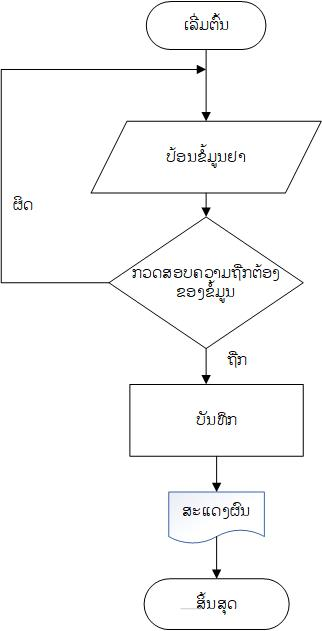 ເລີ່ມຕົ້ນ
ປ້ອນຂໍ້ມູນຢາ
ຜິດ
ກວດສອບຄວາມຖືກຕ້ອງ
ຂອງຂໍ້ມູນ
ຖືກ
ບັນທຶກ
ສະແດງຜົນ
ສິ້ນສຸດ